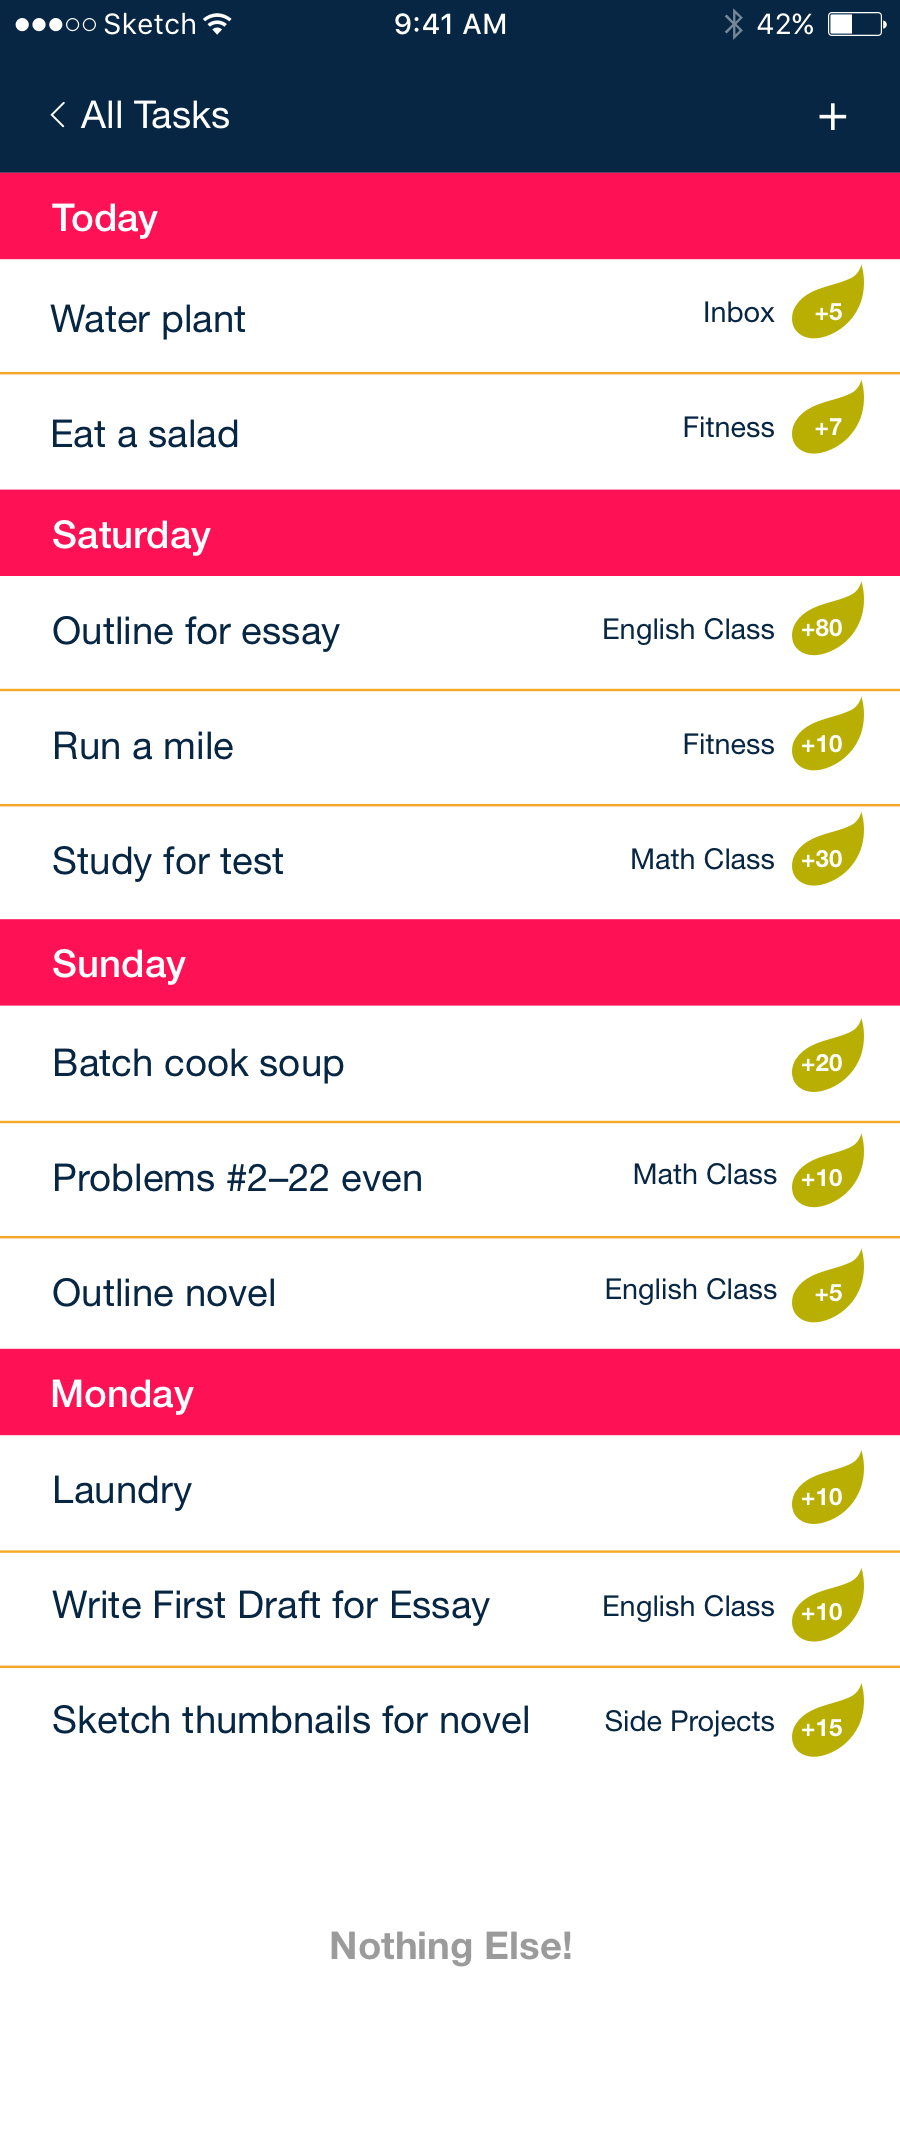 Sketch 9:41 AM 42%
All Tasks +
Today
Water plant Inbox +5
Eat a salad Fitness +7
Saturday
Outline for essay English Class +80
Run a mile Fitness +10
Study for test Math Class +30
Sunday
Batch cook soup +20
Problems #2–22 even Math Class +10
Outline novel English Class +5
Monday
Laundry +10
Write First Draft for Essay English Class +10
Sketch thumbnails for novel Side Projects +15
Nothing Else!